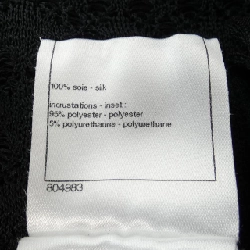 100% soie - silk
incrustations - inset :
95% polyester - polyester
5% polyuréthanne - polyurethane
804983